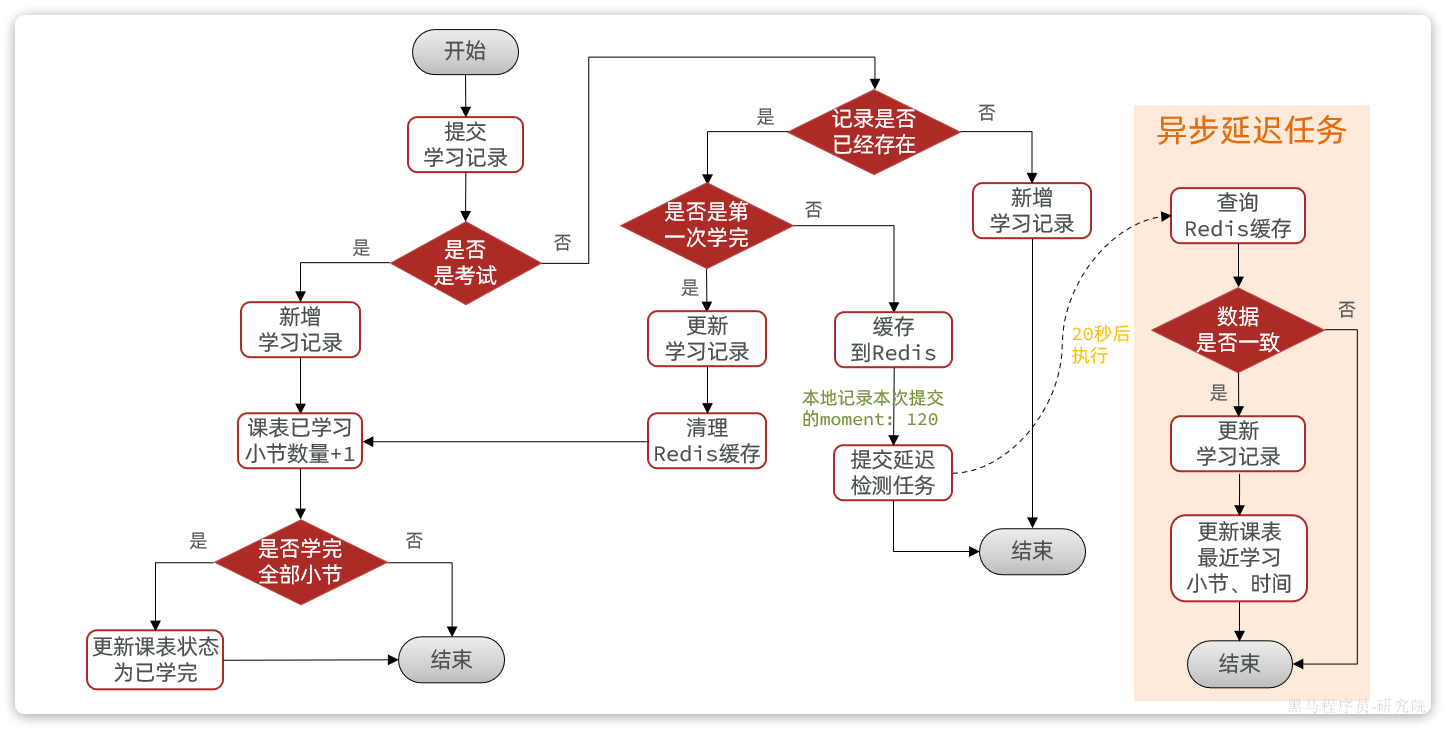 开始
提交
学习记录
是否
是考试
是
否
新增
学习记录
课表已学习
小节数量+1
是否学完
全部小节
是
否
更新课表状态
为已学完
结束
记录是否
已经存在
是
否
是否是第
一次学完
是
否
更新
学习记录
清理
Redis缓存
缓存
到Redis
本地记录本次提交
的moment: 120
提交延迟
检测任务
新增
学习记录
结束
20秒后
执行
异步延迟任务
查询
Redis缓存
数据
是否一致
是
否
更新
学习记录
更新课表
最近学习
小节、时间
结束
黑马程序员-研究院